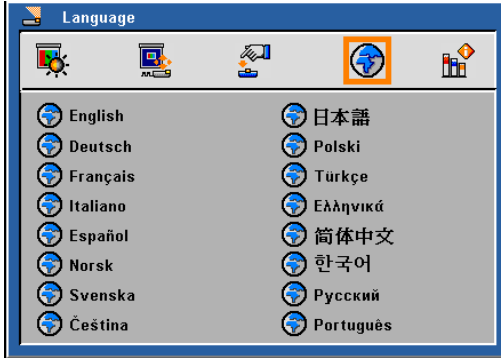 Language
English
Deutsch
Français
Italiano
Español
Norsk
Svenska
Čeština
日本語
Polski
Türkçe
Ελληνικά
简体中文
한국어
Русский
Português